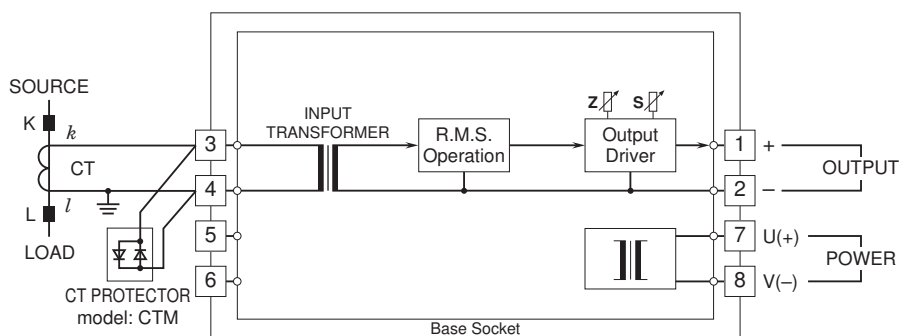 SOURCE
K
k
CT
L
l
LOAD
CT PROTECTOR
model: CTM
3
4
5
6
INPUT
TRANSFORMER
R.M.S.
Operation
Z
S
Output
Driver
1
+
2
–
OUTPUT
7
U(+)
8
V(–)
POWER
Base Socket